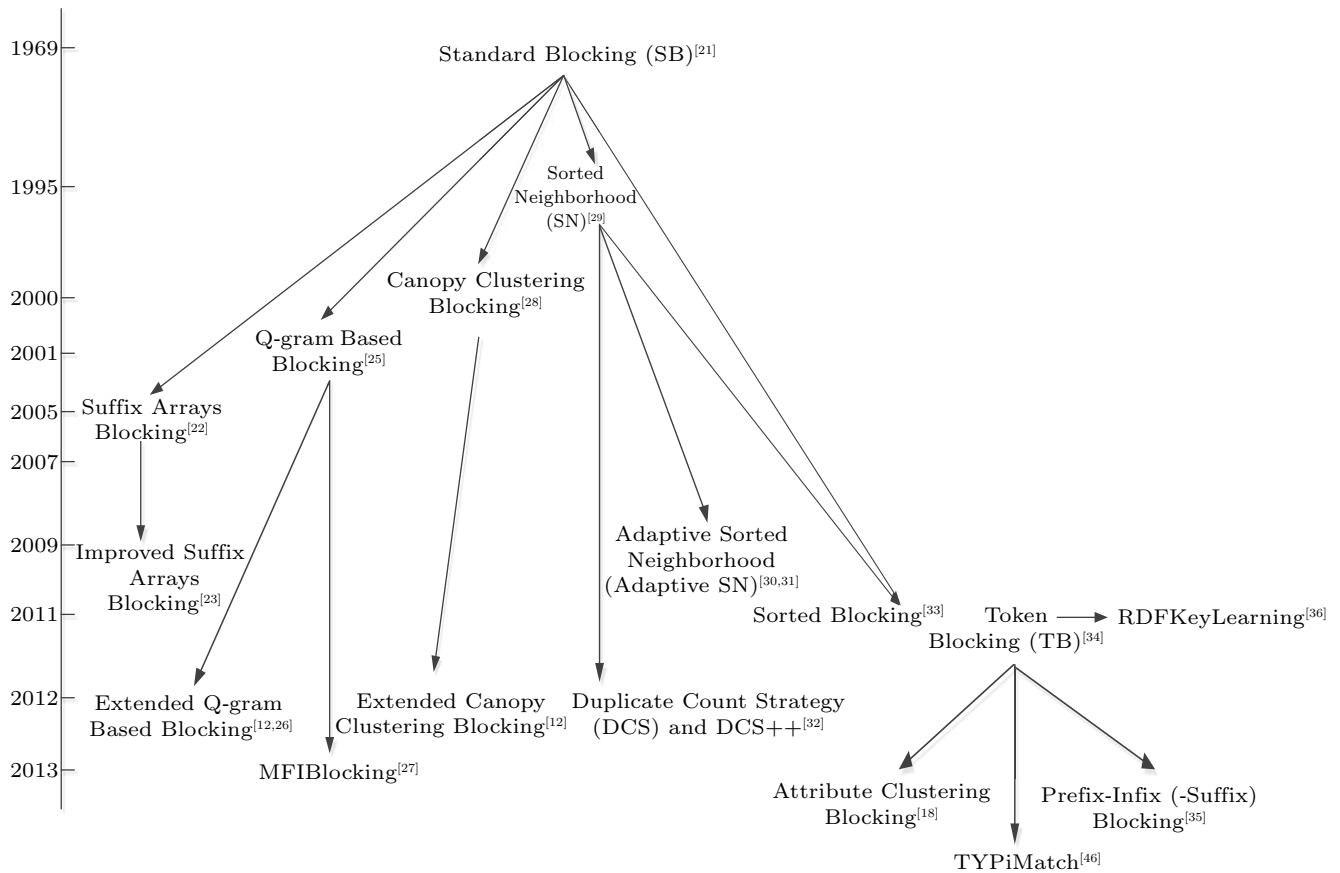 1969
Standard Blocking (SB)[21]
1995
Sorted
Neighborhood
(SN)[29]
2000
Canopy Clustering
Blocking[28]
2001
Q-gram Based
Blocking[25]
2005
Suffix Arrays
Blocking[22]
2007
2009
Improved Suffix
Arrays
Blocking[23]
Adaptive Sorted
Neighborhood
(Adaptive SN)[30,31]
2011
Sorted Blocking[33]
Token
Blocking (TB)[34]
RDFKeyLearning[36]
2012
Extended Q-gram
Based Blocking[12,26]
Extended Canopy
Clustering Blocking[12]
Duplicate Count Strategy
(DCS) and DCS++[32]
2013
MFIBlocking[27]
Attribute Clustering
Blocking[18]
Prefix-Infix (-Suffix)
Blocking[35]
TYPiMatch[46]